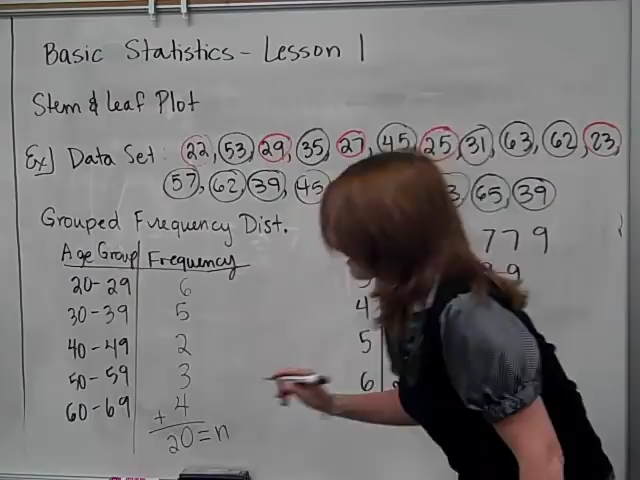 Basic Statistics - Lesson 1
Stem & Leaf Plot
Ex] Data Set: 22, 53, 29, 35, 27, 45, 25, 31, 63, 62, 23,
57, 62, 39, 45 65, 39
Grouped Frequency Dist. 7 7 9
Age Group Frequency 9
20-29 6
30-39 5 4
40-49 2 5
50-59 3 6
60-69 + 4
20 = n